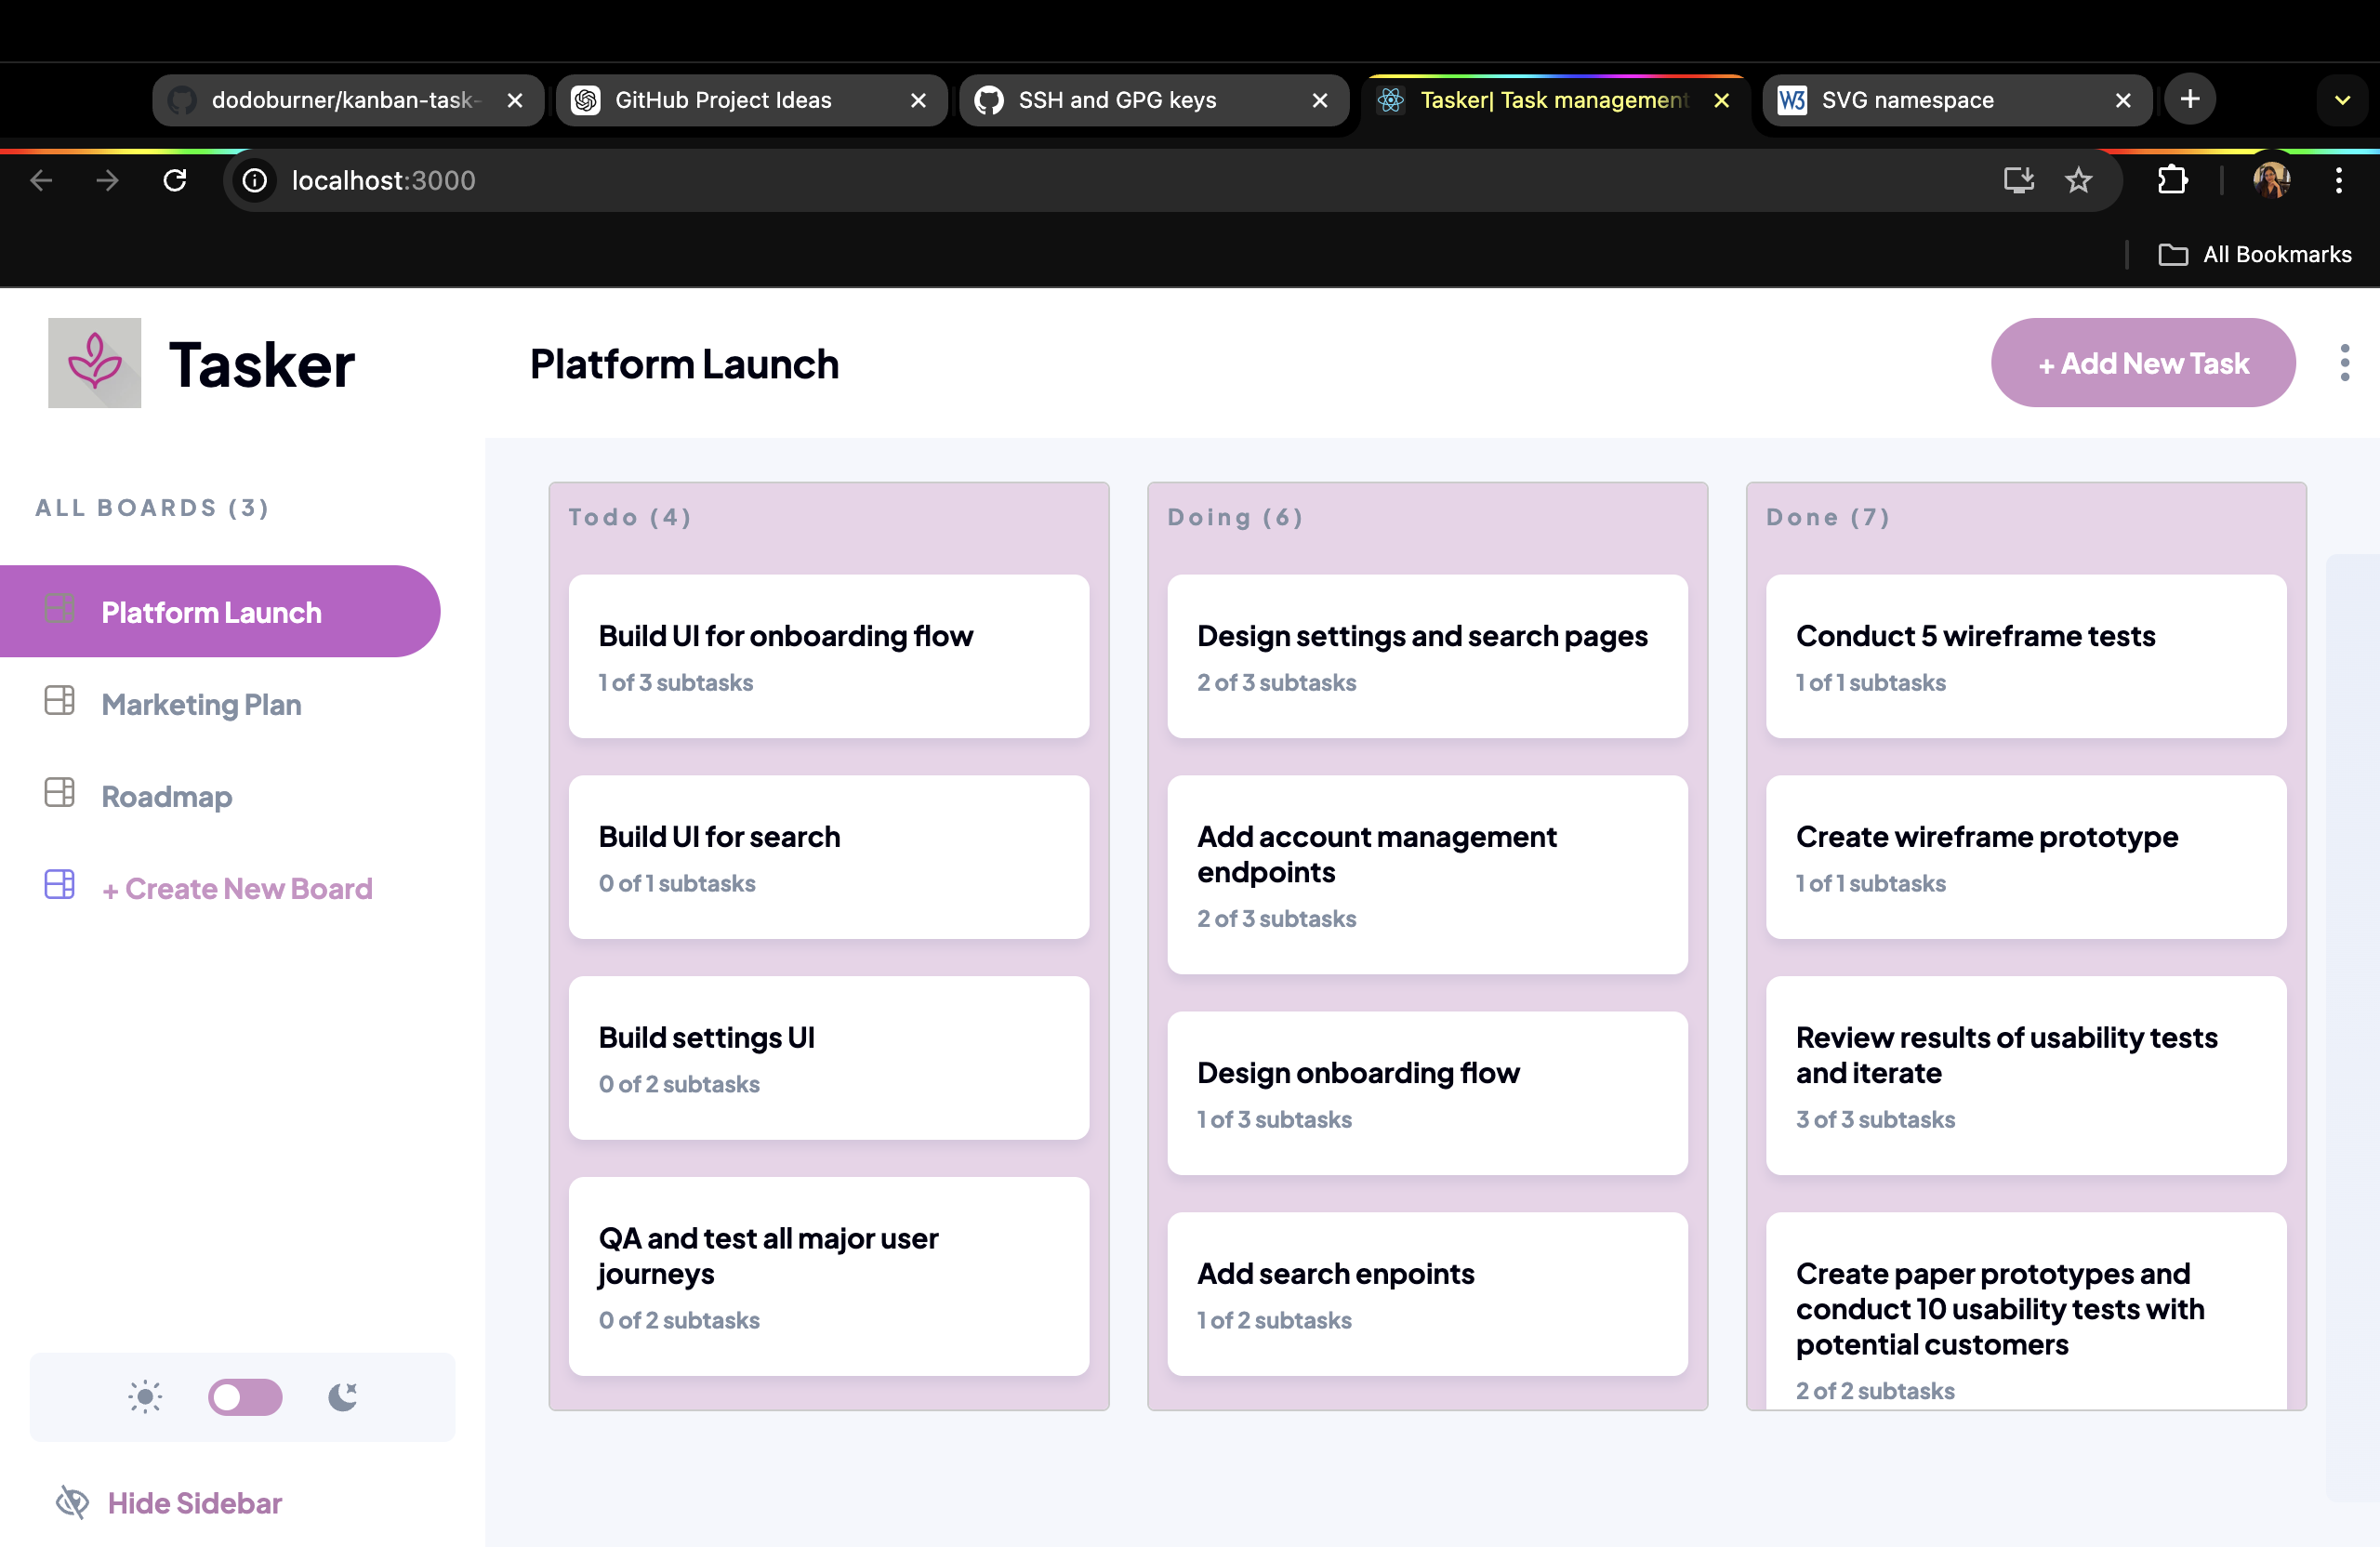 dodoburner/kanban-task-
GitHub Project Ideas
SSH and GPG keys
Tasker| Task management
SVG namespace
localhost:3000
All Bookmarks
Tasker
Platform Launch
+ Add New Task
ALL BOARDS (3)
Platform Launch
Marketing Plan
Roadmap
+ Create New Board
Hide Sidebar
Todo (4)
Build UI for onboarding flow
1 of 3 subtasks
Build UI for search
0 of 1 subtasks
Build settings UI
0 of 2 subtasks
QA and test all major user
journeys
0 of 2 subtasks
Doing (6)
Design settings and search pages
2 of 3 subtasks
Add account management
endpoints
2 of 3 subtasks
Design onboarding flow
1 of 3 subtasks
Add search enpoints
1 of 2 subtasks
Done (7)
Conduct 5 wireframe tests
1 of 1 subtasks
Create wireframe prototype
1 of 1 subtasks
Review results of usability tests
and iterate
3 of 3 subtasks
Create paper prototypes and
conduct 10 usability tests with
potential customers
2 of 2 subtasks